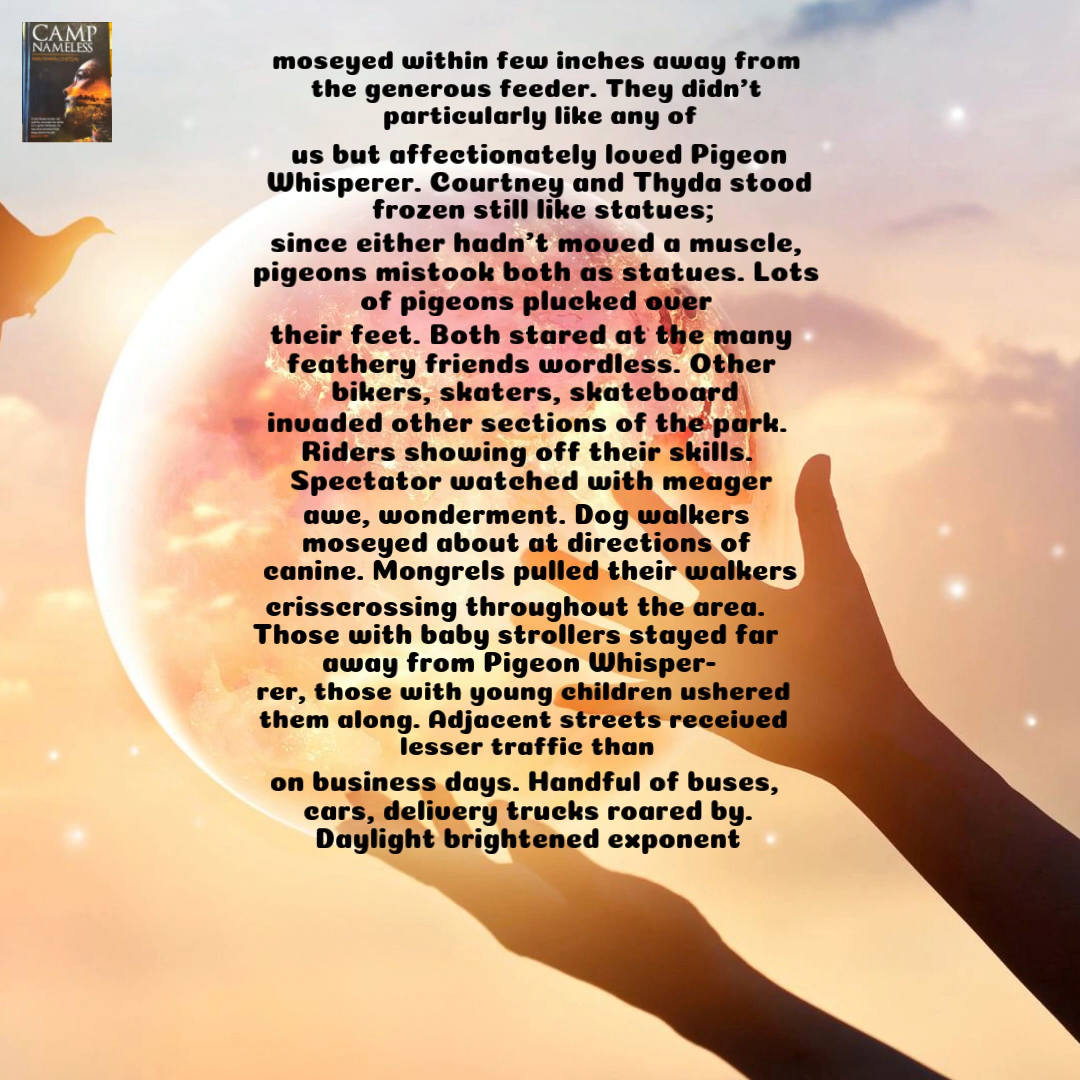 CAMP
NAMELESS
moseyed within few inches away from
the generous feeder. They didn't
particularly like any of
us but affectionately loved Pigeon
Whisperer. Courtney and Thyda stood
frozen still like statues;
since either hadn't moved a muscle,
pigeons mistook both as statues. Lots
of pigeons plucked over
their feet. Both stared at the many
feathery friends wordless. Other
bikers, skaters, skateboard
invaded other sections of the park.
Riders showing off their skills.
Spectator watched with meager
awe, wonderment. Dog walkers
moseyed about at directions of
canine. Mongrels pulled their walkers
crisscrossing throughout the area.
Those with baby strollers stayed far
away from Pigeon Whisper-
rer, those with young children ushered
them along. Adjacent streets received
lesser traffic than
on business days. Handful of buses,
cars, delivery trucks roared by.
Daylight brightened exponent